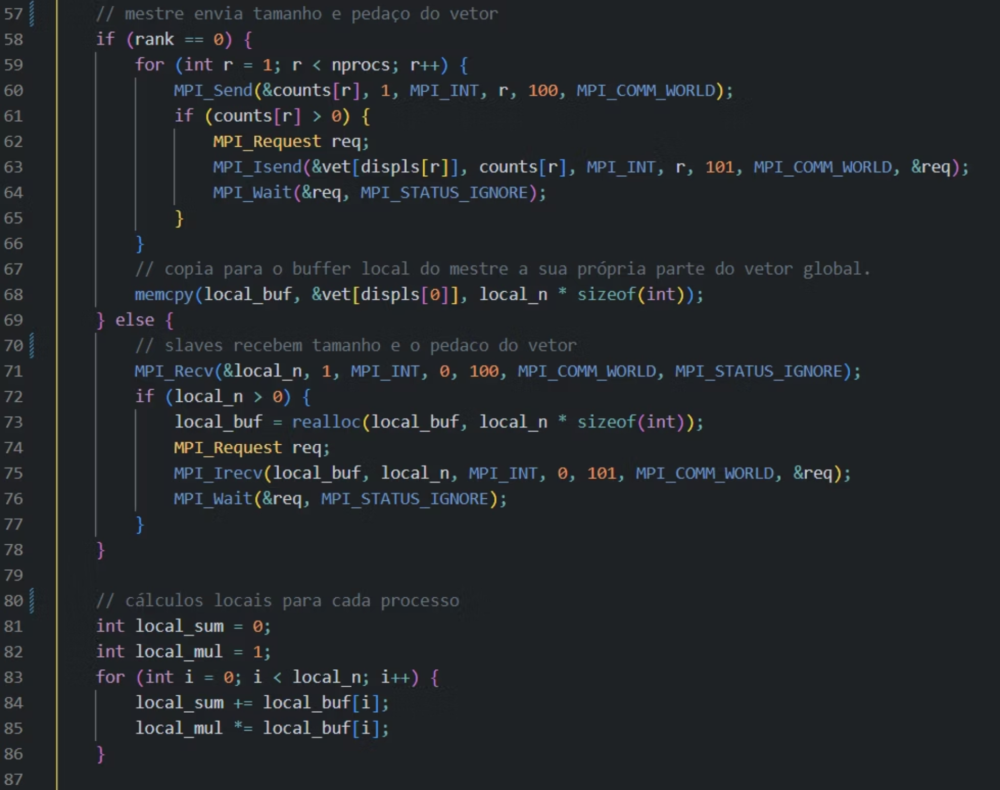 57 // mestre envia tamanho e pedaço do vetor
58 if (rank == 0) {
59 for (int r = 1; r < nprocs; r++) {
60 MPI_Send(&counts[r], 1, MPI_INT, r, 100, MPI_COMM_WORLD);
61 if (counts[r] > 0) {
62 MPI_Request req;
63 MPI_Isend(&vet[displs[r]], counts[r], MPI_INT, r, 101, MPI_COMM_WORLD, &req);
64 MPI_Wait(&req, MPI_STATUS_IGNORE);
65 }
66 }
67 // copia para o buffer local do mestre a sua própria parte do vetor global.
68 memcpy(local_buf, &vet[displs[0]], local_n * sizeof(int));
69 } else {
70 // slaves recebem tamanho e o pedaco do vetor
71 MPI_Recv(&local_n, 1, MPI_INT, 0, 100, MPI_COMM_WORLD, MPI_STATUS_IGNORE);
72 if (local_n > 0) {
73 local_buf = realloc(local_buf, local_n * sizeof(int));
74 MPI_Request req;
75 MPI_Irecv(local_buf, local_n, MPI_INT, 0, 101, MPI_COMM_WORLD, &req);
76 MPI_Wait(&req, MPI_STATUS_IGNORE);
77 }
78 }
79
80 // cálculos locais para cada processo
81 int local_sum = 0;
82 int local_mul = 1;
83 for (int i = 0; i < local_n; i++) {
84 local_sum += local_buf[i];
85 local_mul *= local_buf[i];
86 }
87